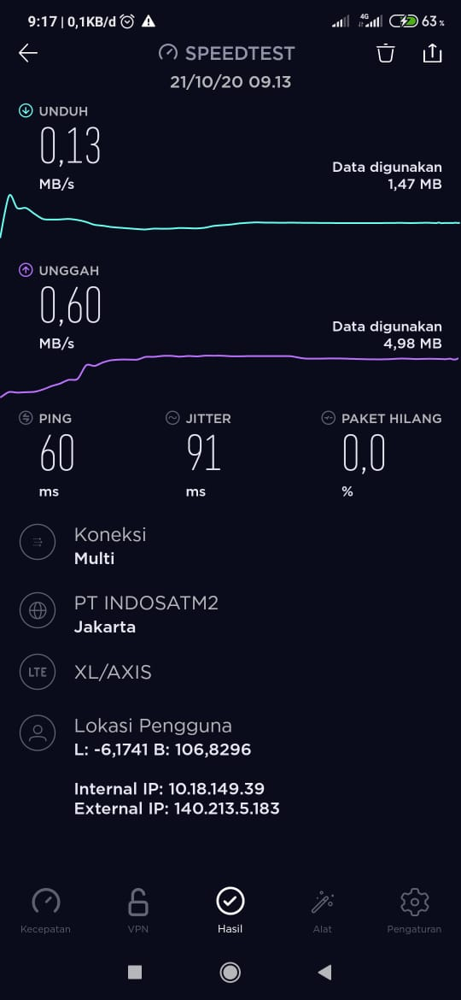 9:17 | 0,1KB/d
4G
63%
SPEEDTEST
21/10/20 09.13
UNDUH
0,13
MB/s
Data digunakan
1,47 MB
UNGGAH
0,60
MB/s
Data digunakan
4,98 MB
PING
60
ms
JITTER
91
ms
PAKET HILANG
0,0
%
Koneksi
Multi
PT INDOSATM2
Jakarta
LTE
XL/AXIS
Lokasi Pengguna
L: -6,1741 B: 106,8296
Internal IP: 10.18.149.39
External IP: 140.213.5.183
Kecepatan
VPN
Hasil
Alat
Pengaturan